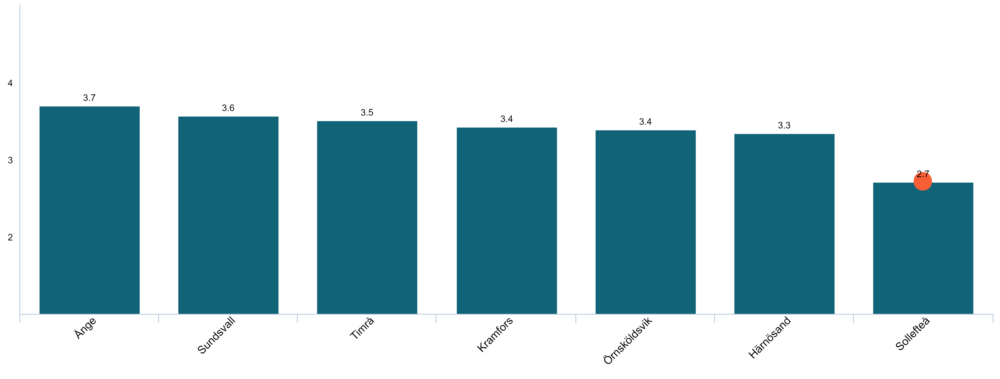 4
3
2
3.7
3.6
3.5
3.4
3.4
3.3
2.7
Ånge
Sundsvall
Timrå
Kramfors
Örnsköldsvik
Härnösand
Sollefteå